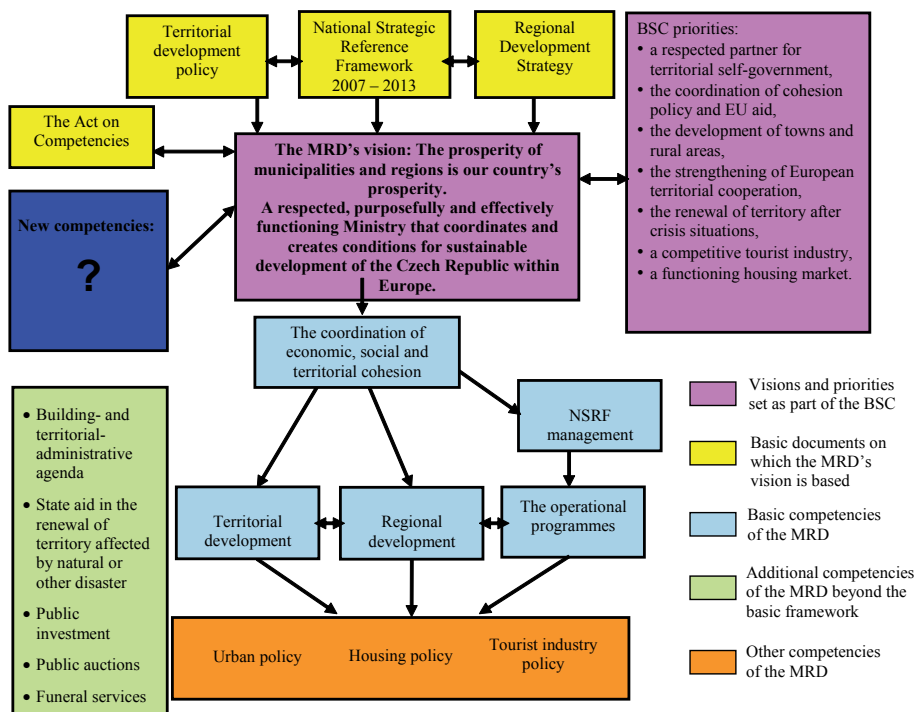 Territorial
development
policy
National Strategic
Reference
Framework
2007 – 2013
Regional
Development
Strategy
BSC priorities:
• a respected partner for
territorial self-government,
• the coordination of cohesion
policy and EU aid,
• the development of towns and
rural areas,
• the strengthening of European
territorial cooperation,
• the renewal of territory after
crisis situations,
• a competitive tourist industry,
• a functioning housing market.
The Act on
Competencies
The MRD's vision: The prosperity of
municipalities and regions is our country's
prosperity.
A respected, purposefully and effectively
functioning Ministry that coordinates and
creates conditions for sustainable
development of the Czech Republic within
Europe.
New competencies:
?
The coordination of
economic, social and
territorial cohesion
NSRF
management
• Building- and
territorial-
administrative
agenda
• State aid in the
renewal of
territory affected
by natural or
other disaster
• Public
investment
• Public auctions
• Funeral services
Territorial
development
Regional
development
The operational
programmes
Urban policy
Housing policy
Tourist industry
policy
Visions and priorities
set as part of the BSC
Basic documents on
which the MRD's
vision is based
Basic competencies
of the MRD
Additional competencies
of the MRD beyond the
basic framework
Other competencies
of the MRD